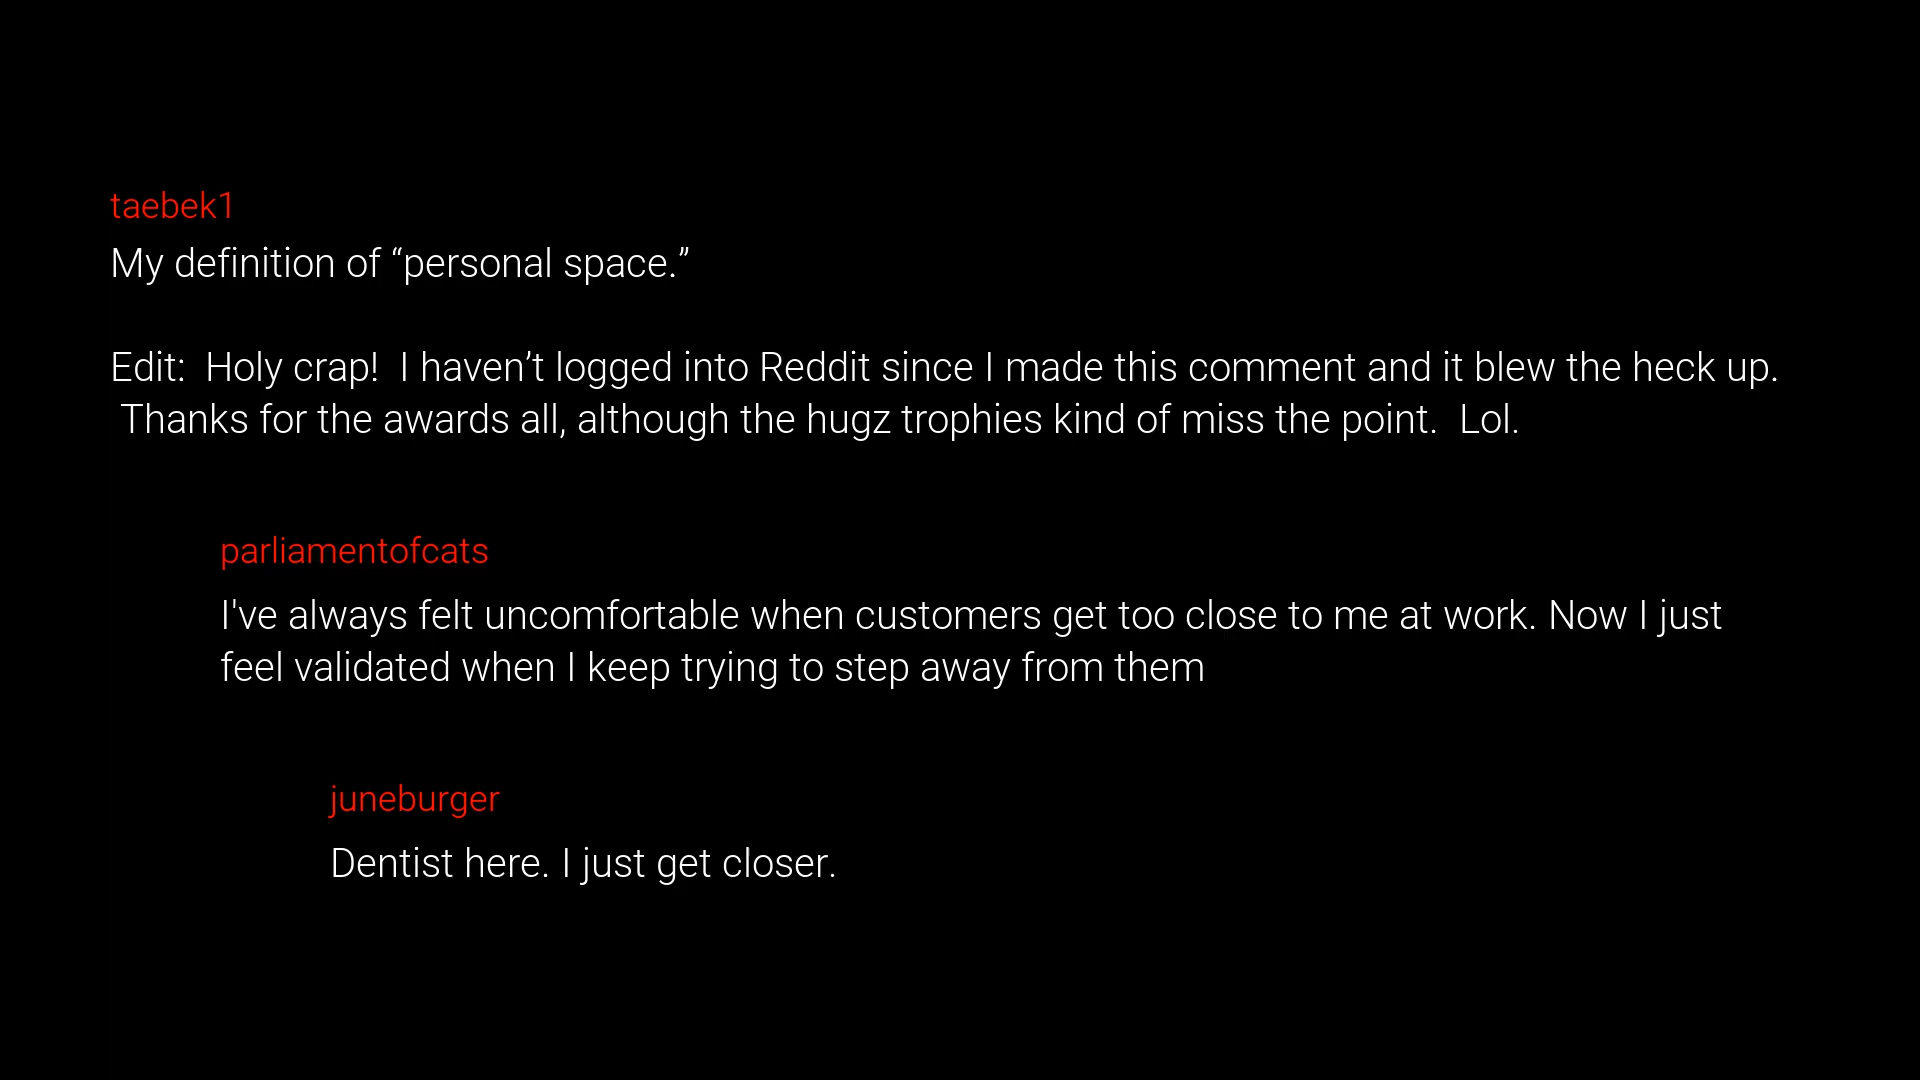 taebek1
My definition of “personal space.”
Edit:  Holy crap!  I haven’t logged into Reddit since I made this comment and it blew the heck up.
Thanks for the awards all, although the hugz trophies kind of miss the point.  Lol.
parliamentofcats
I've always felt uncomfortable when customers get too close to me at work. Now I just
feel validated when I keep trying to step away from them
juneburger
Dentist here. I just get closer.